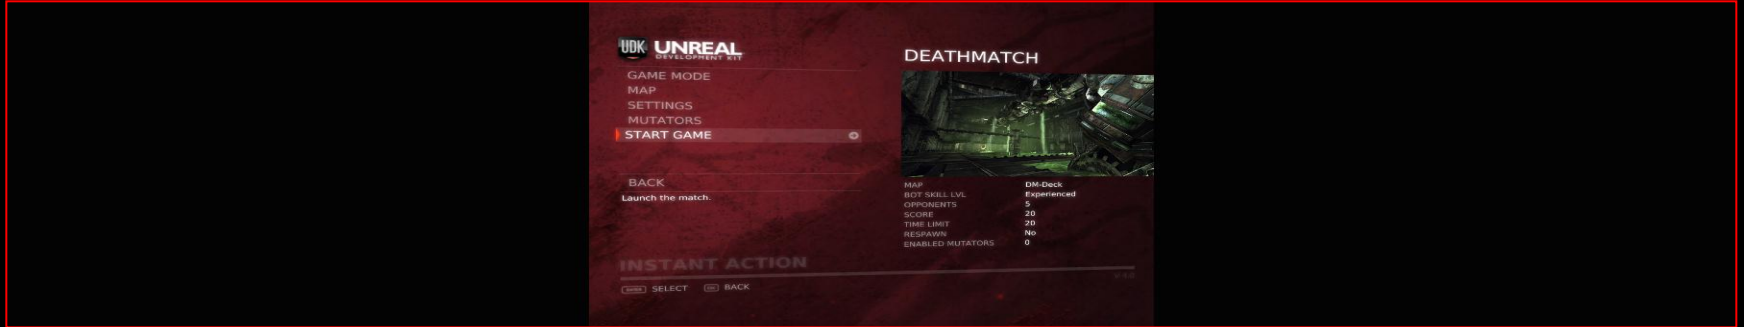 UDK UNREAL
DEVELOPMENT KIT
GAME MODE
MAP
SETTINGS
MUTATORS
START GAME
BACK
Launch the match.
DEATHMATCH
MAP DM-Deck
BOT SKILL LVL Experienced
OPPONENTS 5
SCORE 20
TIME LIMIT 20
RESPAWN No
ENABLED MUTATORS 0
INSTANT ACTION
SELECT BACK